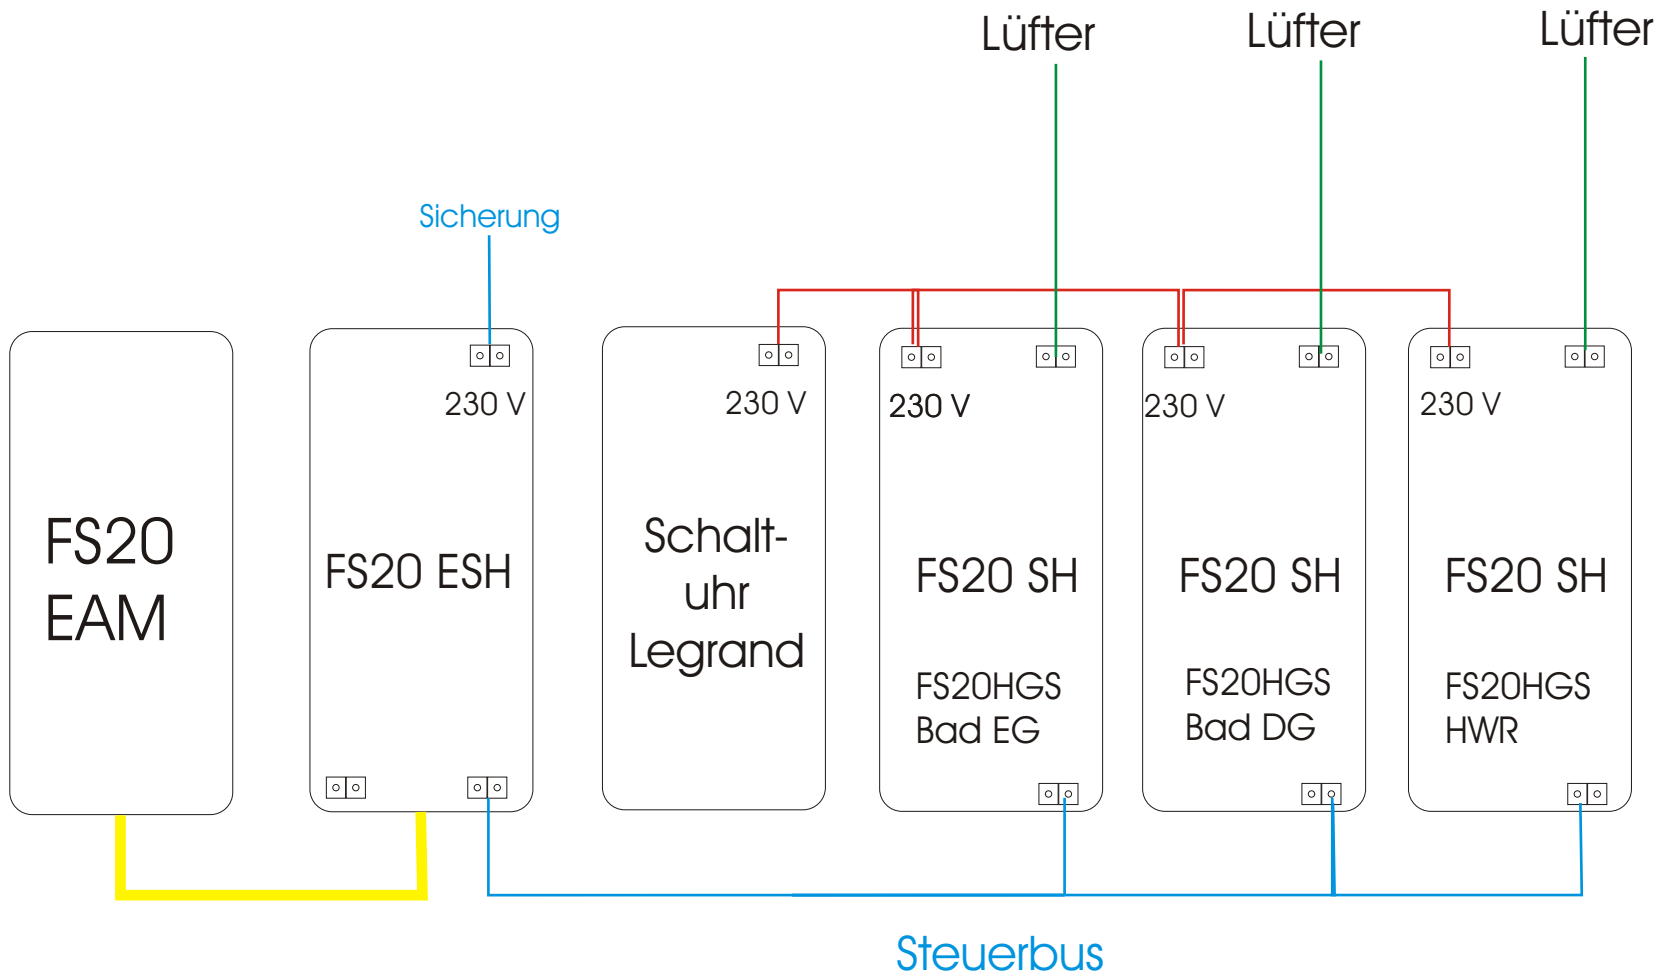 Lüfter
Lüfter
Lüfter
Sicherung
230 V
230 V
230 V
230 V
230 V
FS20
EAM
FS20 ESH
Schalt-
uhr
Legrand
FS20 SH
FS20HGS
Bad EG
FS20 SH
FS20HGS
Bad DG
FS20 SH
FS20HGS
HWR
Steuerbus